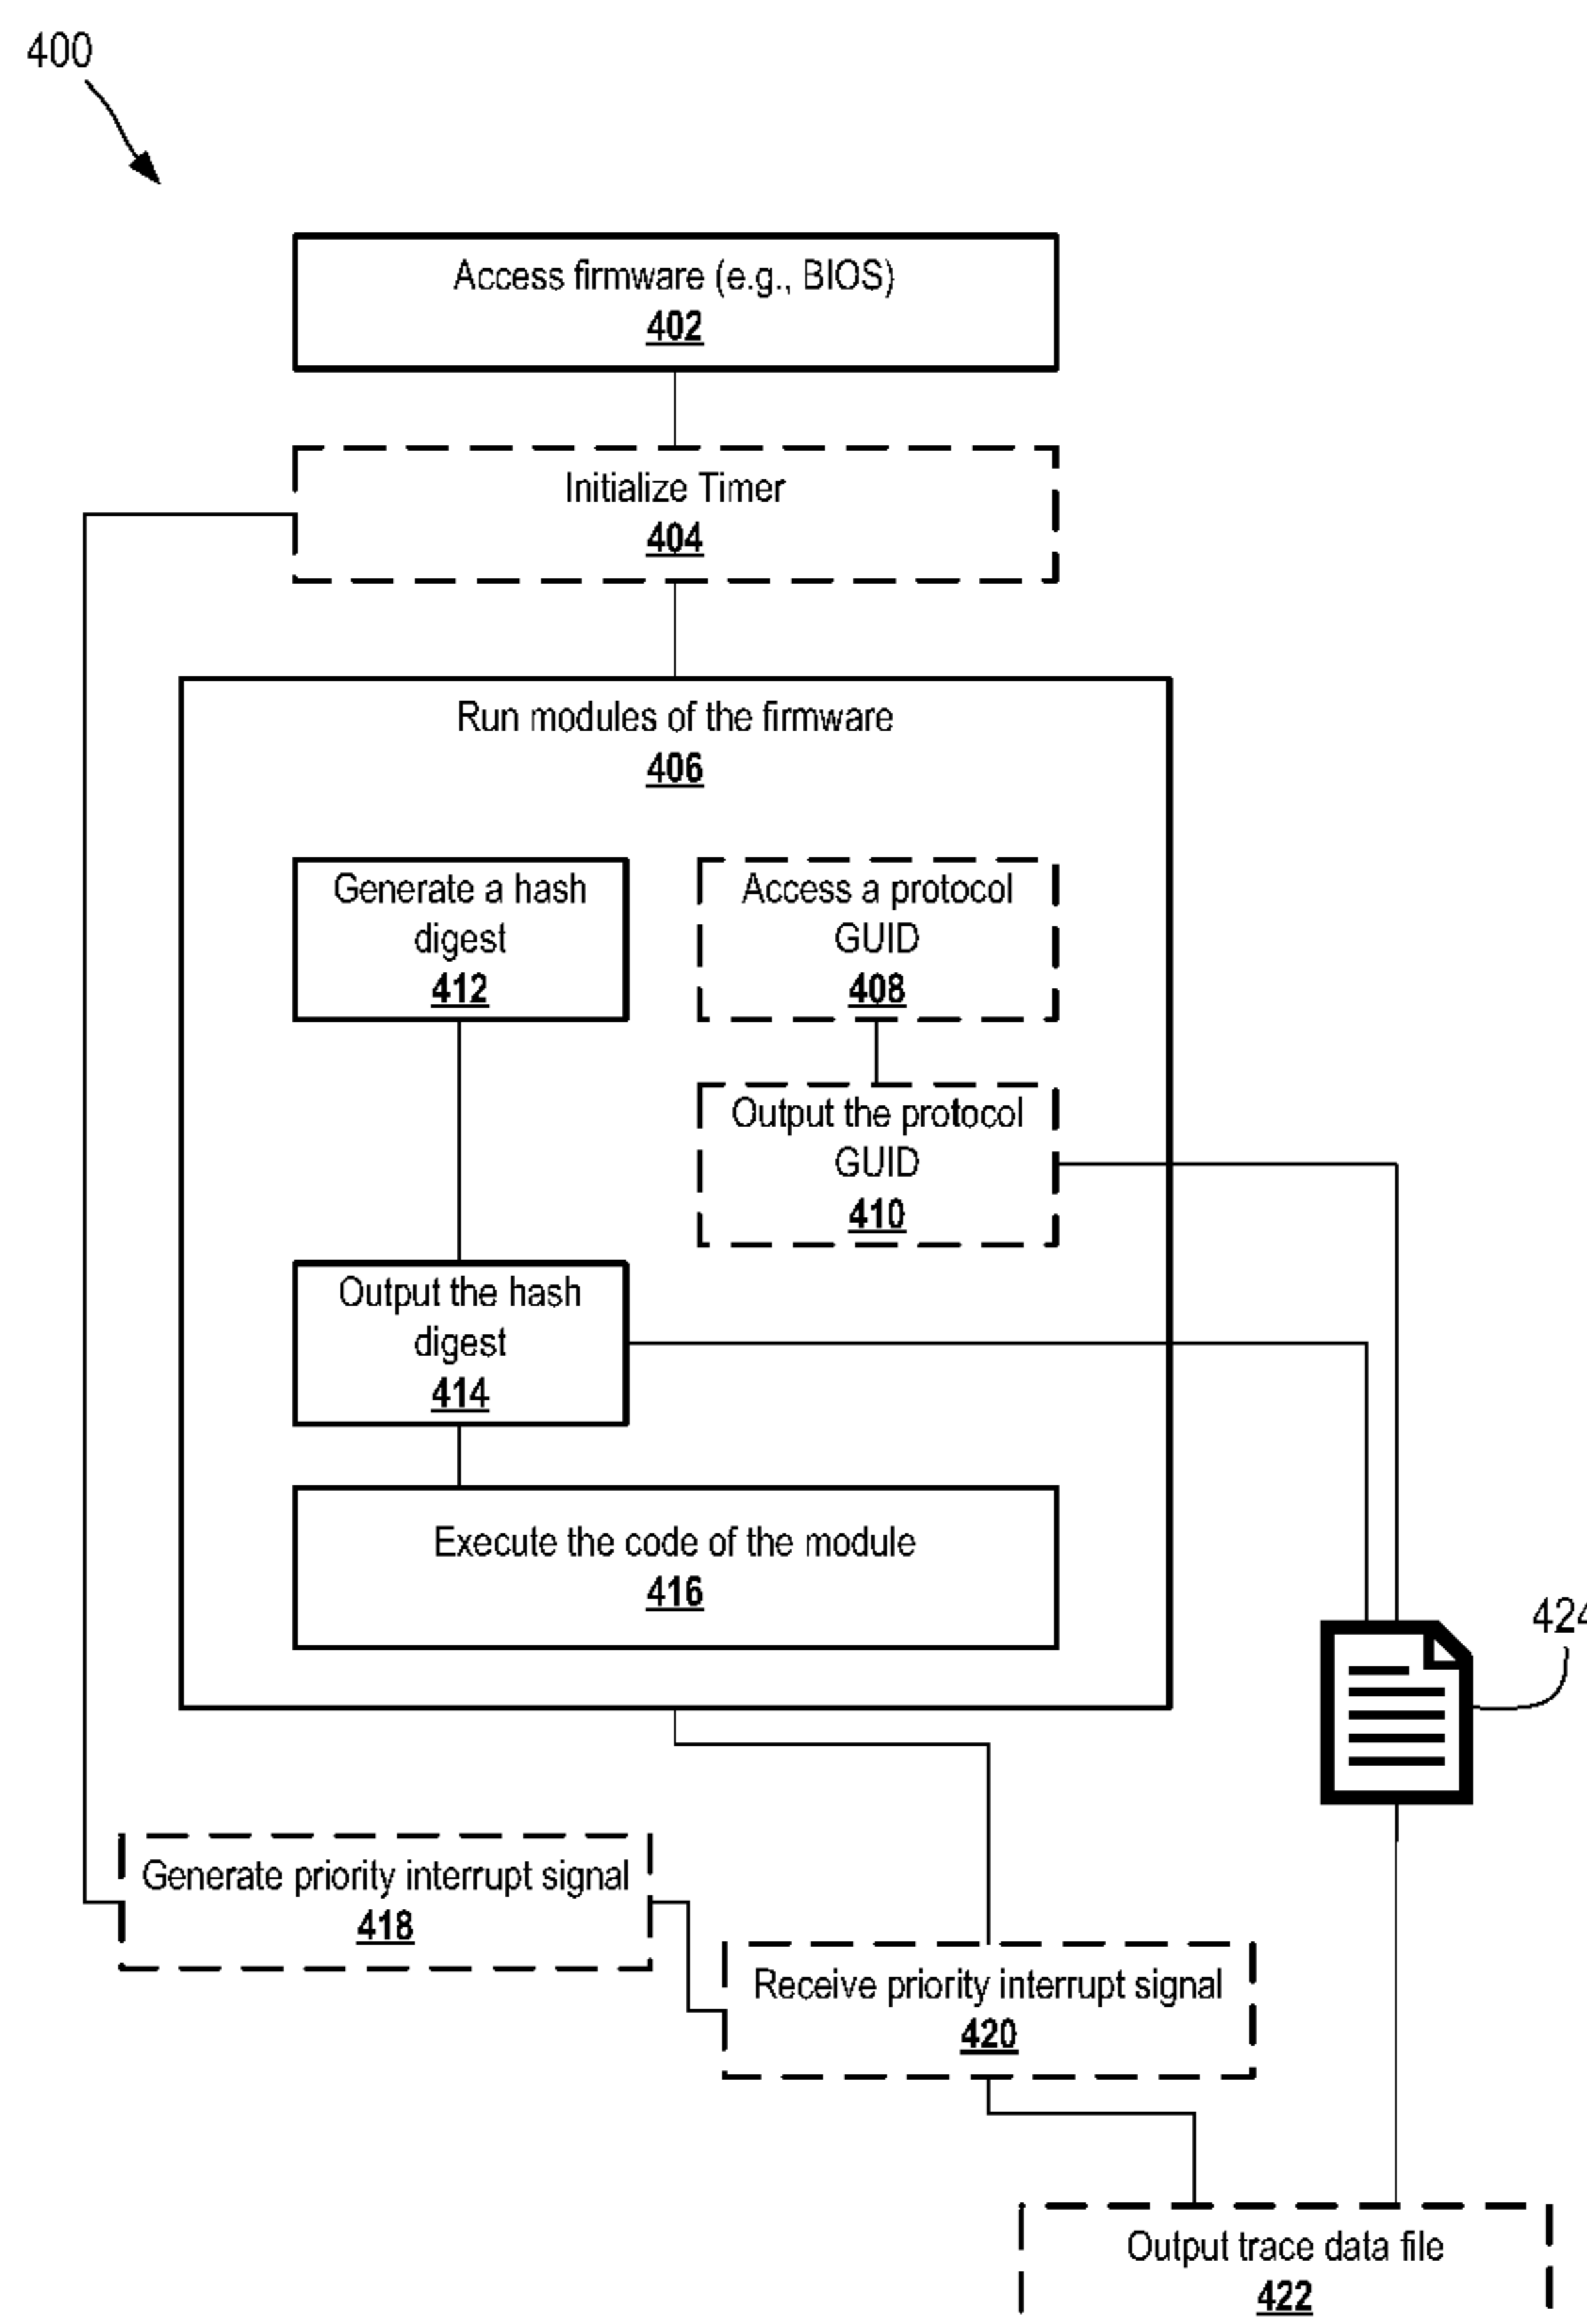 400
Access firmware (e.g., BIOS)
402
Initialize Timer
404
Run modules of the firmware
406
Generate a hash
digest
412
Access a protocol
GUID
408
Output the protocol
GUID
410
Output the hash
digest
414
Execute the code of the module
416
424
Generate priority interrupt signal
418
Receive priority interrupt signal
420
Output trace data file
422